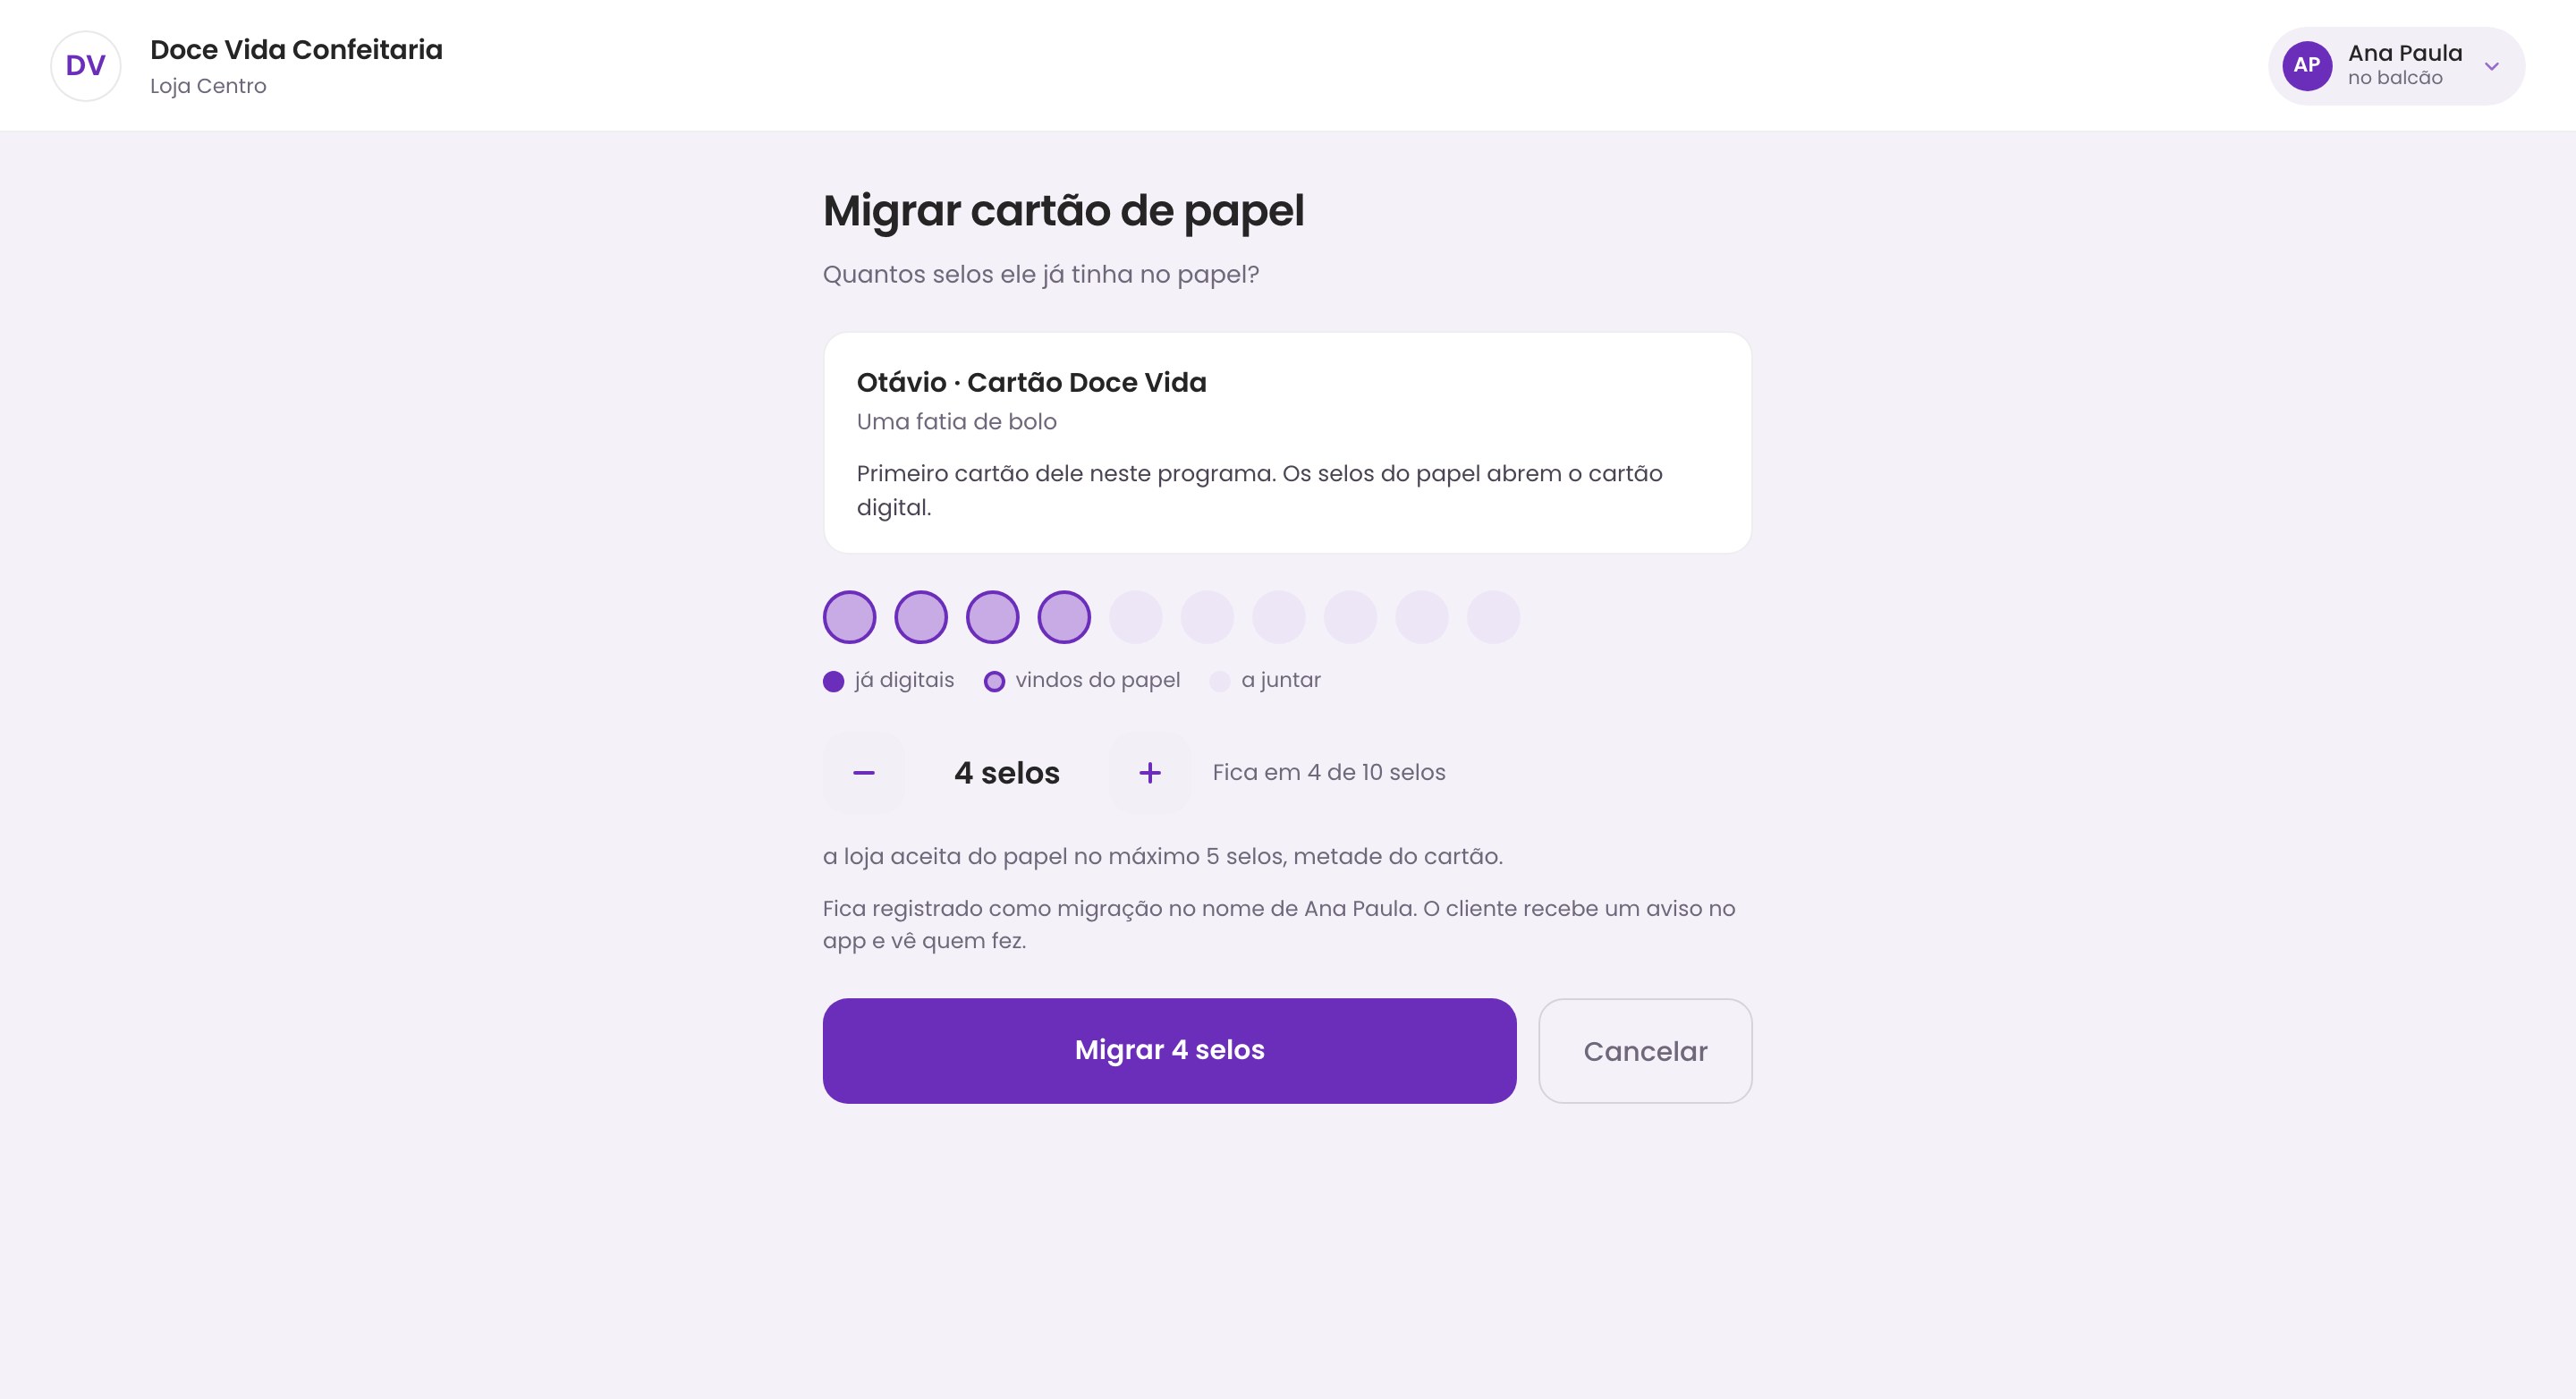 DV
Doce Vida Confeitaria
Loja Centro
AP
Ana Paula
no balcão
Migrar cartão de papel
Quantos selos ele já tinha no papel?
Otávio · Cartão Doce Vida
Uma fatia de bolo
Primeiro cartão dele neste programa. Os selos do papel abrem o cartão
digital.
já digitais
vindos do papel
a juntar
4 selos
Fica em 4 de 10 selos
a loja aceita do papel no máximo 5 selos, metade do cartão.
Fica registrado como migração no nome de Ana Paula. O cliente recebe um aviso no
app e vê quem fez.
Migrar 4 selos
Cancelar